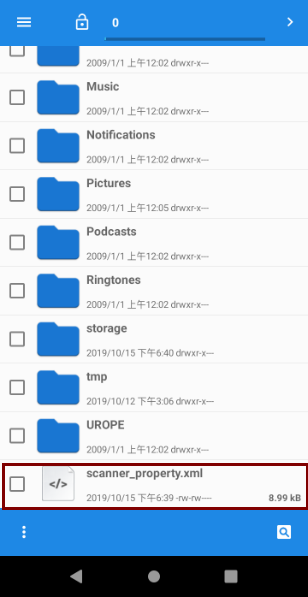 0
2009/1/1 上午12:02 drwxr-x---
Music
2009/1/1 上午12:02 drwxr-x---
Notifications
2009/1/1 上午12:02 drwxr-x---
Pictures
2009/1/1 上午12:05 drwxr-x---
Podcasts
2009/1/1 上午12:02 drwxr-x---
Ringtones
2009/1/1 上午12:02 drwxr-x---
storage
2019/10/15 下午6:40 drwxr-x---
tmp
2019/10/12 下午3:06 drwxr-x---
UROPE
2009/1/1 上午12:02 drwxr-x---
scanner_property.xml
</>
2019/10/15 下午6:39 -rw-rw---- 8.99 kB